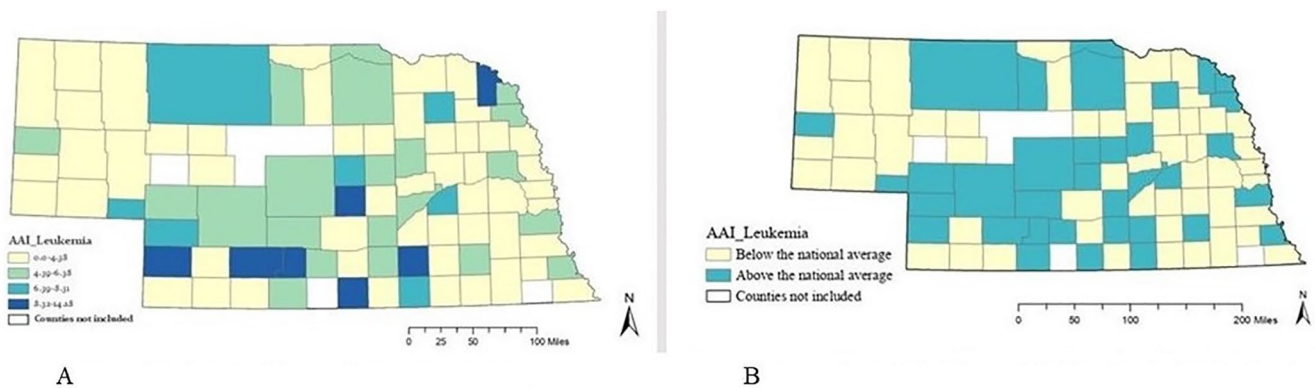 AAI_Leukemia
0.0-4.38
4.39-6.38
6.39-8.31
8.32-14.28
Counties not included
N
0 25 50 100 Miles
A
AAI_Leukemia
Below the national average
Above the national average
Counties not included
N
0 50 100 200 Miles
B